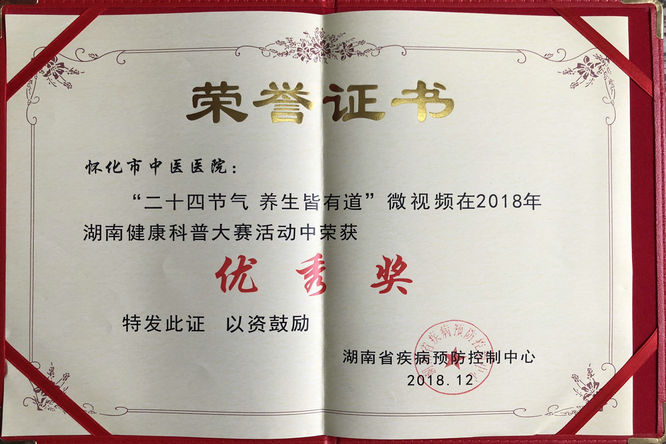 荣誉证书
怀化市中医医院：
“二十四节气 养生皆有道”微视频在2018年
湖南健康科普大赛活动中荣获
优秀奖
特发此证 以资鼓励
湖南省疾病预防控制中心
2018.12